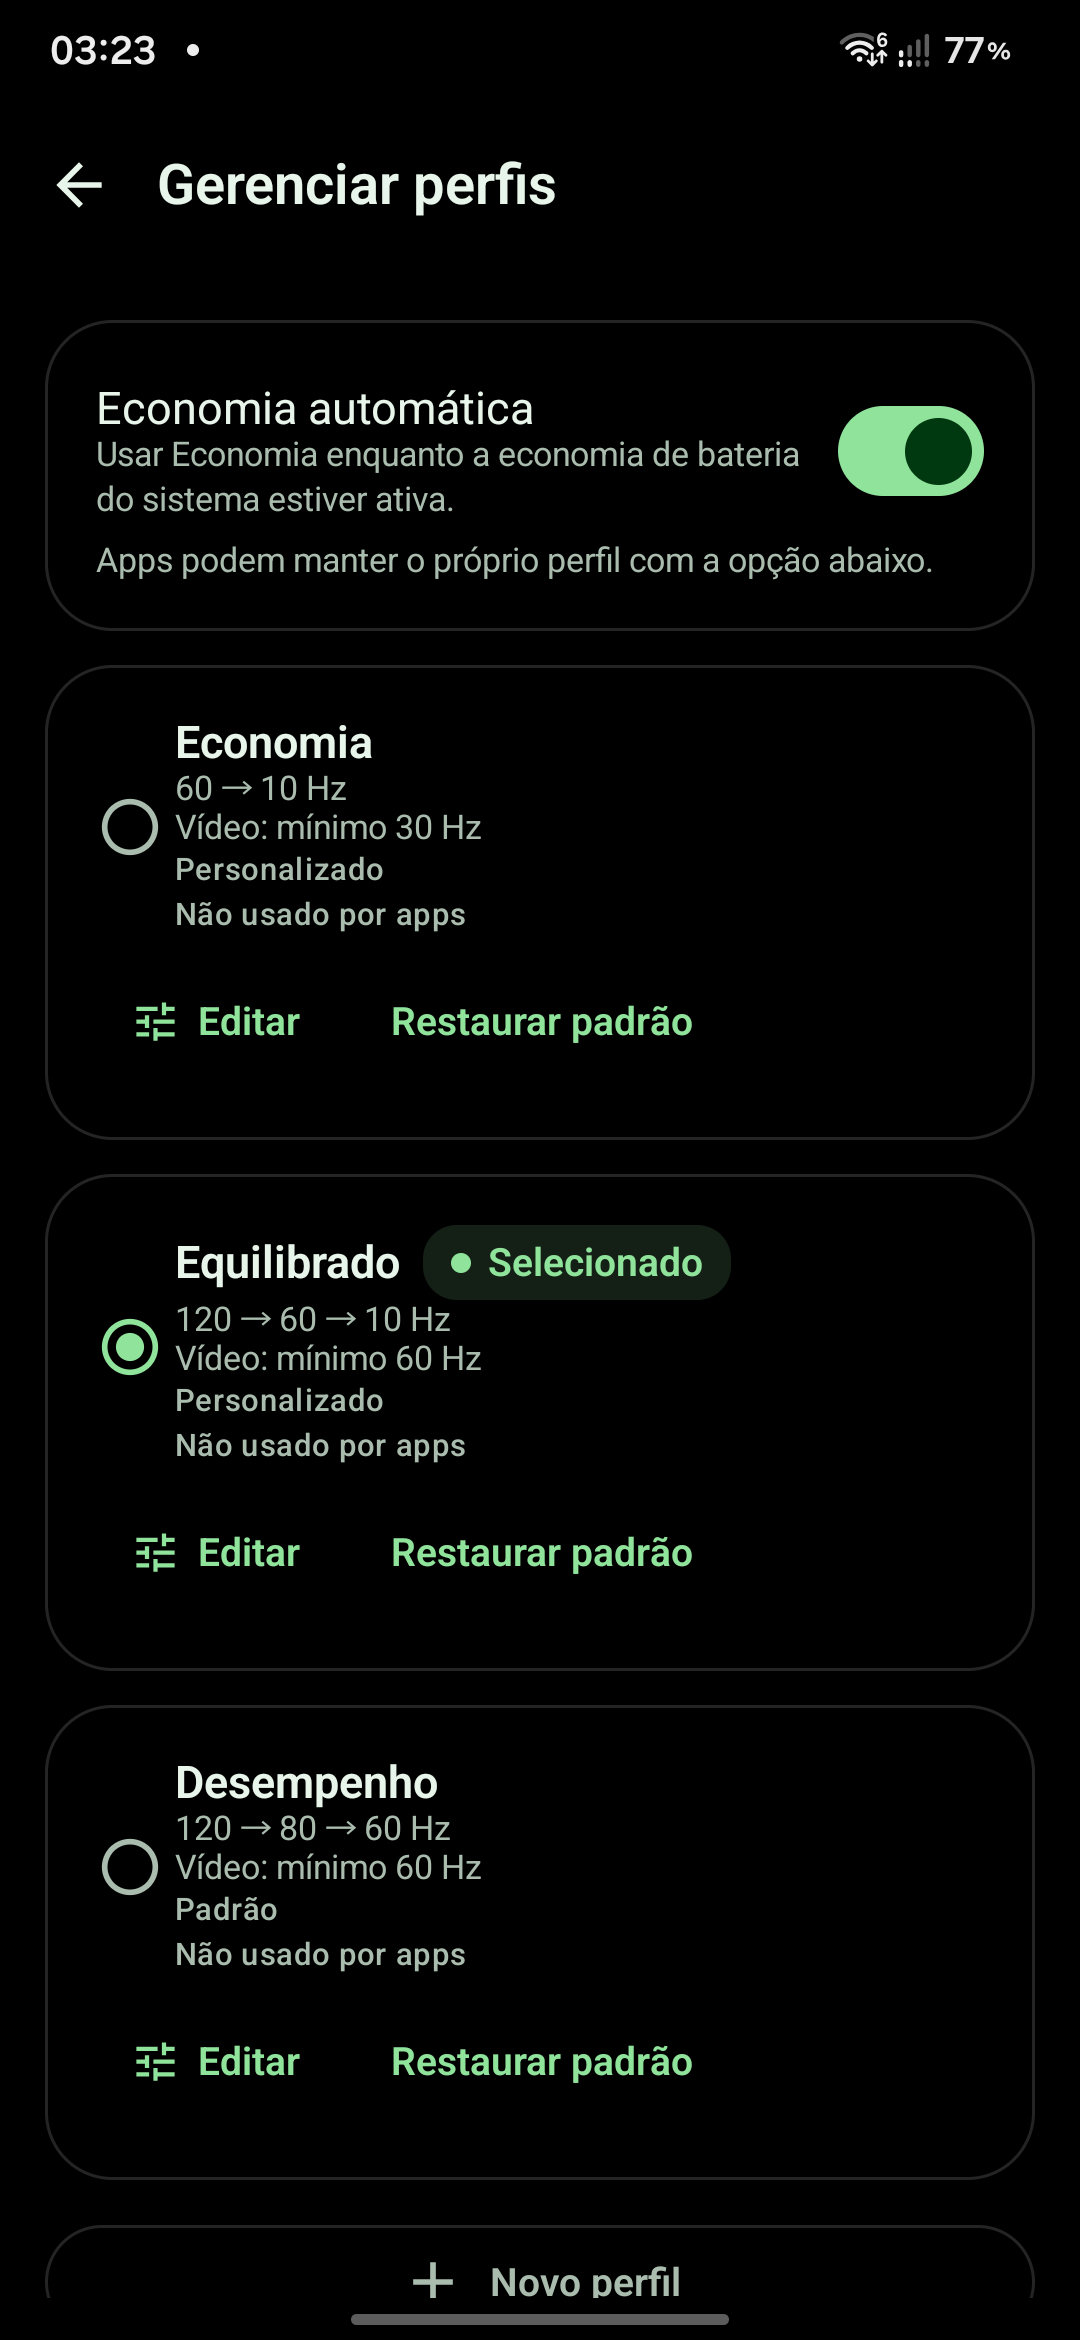 03:23
6
77%
Gerenciar perfis
Economia automática
Usar Economia enquanto a economia de bateria
do sistema estiver ativa.
Apps podem manter o próprio perfil com a opção abaixo.
Economia
60 → 10 Hz
Vídeo: mínimo 30 Hz
Personalizado
Não usado por apps
Editar Restaurar padrão
Equilibrado Selecionado
120 → 60 → 10 Hz
Vídeo: mínimo 60 Hz
Personalizado
Não usado por apps
Editar Restaurar padrão
Desempenho
120 → 80 → 60 Hz
Vídeo: mínimo 60 Hz
Padrão
Não usado por apps
Editar Restaurar padrão
Novo perfil